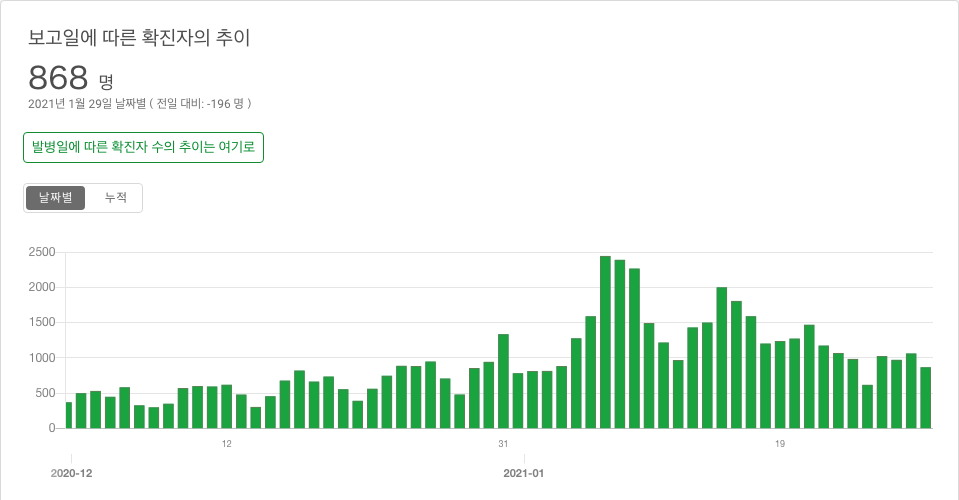 보고일에 따른 확진자의 추이
868 명
2021년 1월 29일 날짜별 ( 전일 대비: -196 명 )
발병일에 따른 확진자 수의 추이는 여기로
날짜별 누적
2500
2000
1500
1000
500
0
12 31 19
2020-12 2021-01